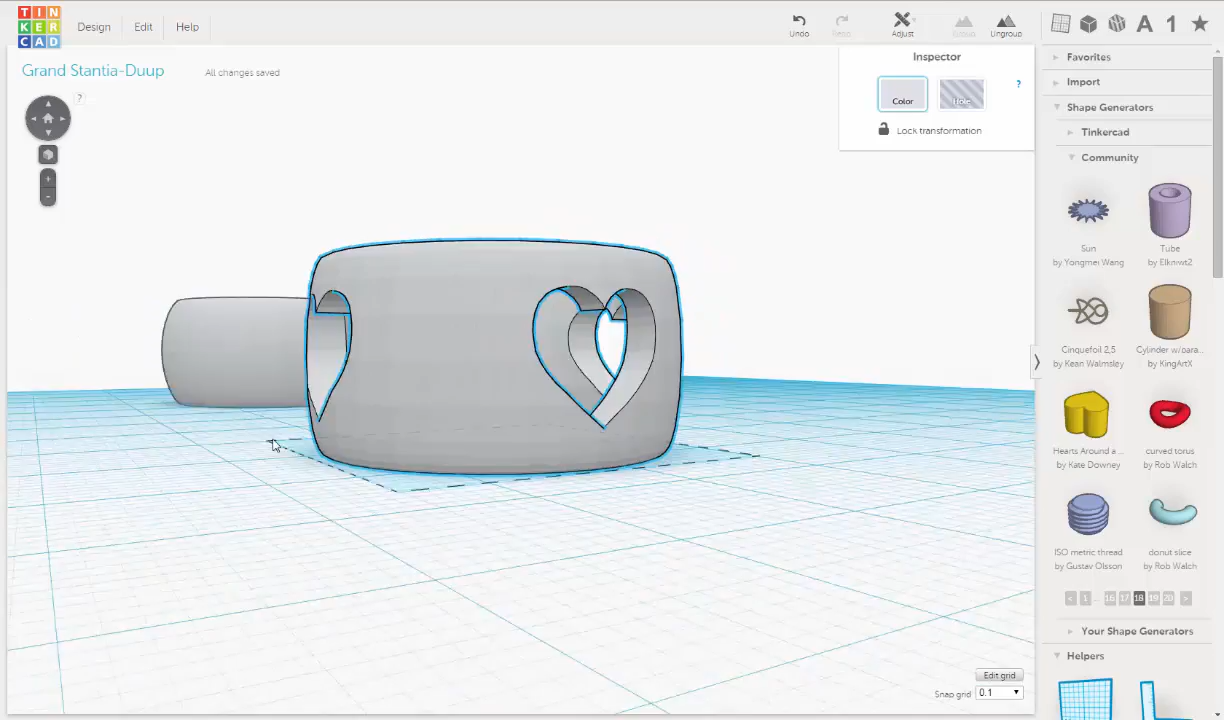 TIN
KER
CAD
Design
Edit
Help
Undo
Redo
Adjust
Group
Ungroup
A
1
Grand Stantia-Duup
All changes saved
?
+
-
Inspector
Color
Hole
?
Lock transformation
Favorites
Import
Shape Generators
Tinkercad
Community
Sun
by Yongmei Wang
Tube
by Elknwt2
Cinquefoil 2,5
by Kean Walmsley
Cylinder w/para...
by KingArtX
Hearts Around a ...
by Kate Downey
curved torus
by Rob Walch
ISO metric thread
by Gustav Olsson
donut slice
by Rob Walch
< 1 ... 16 17 18 19 20 >
Your Shape Generators
Helpers
Edit grid
Snap grid 0.1